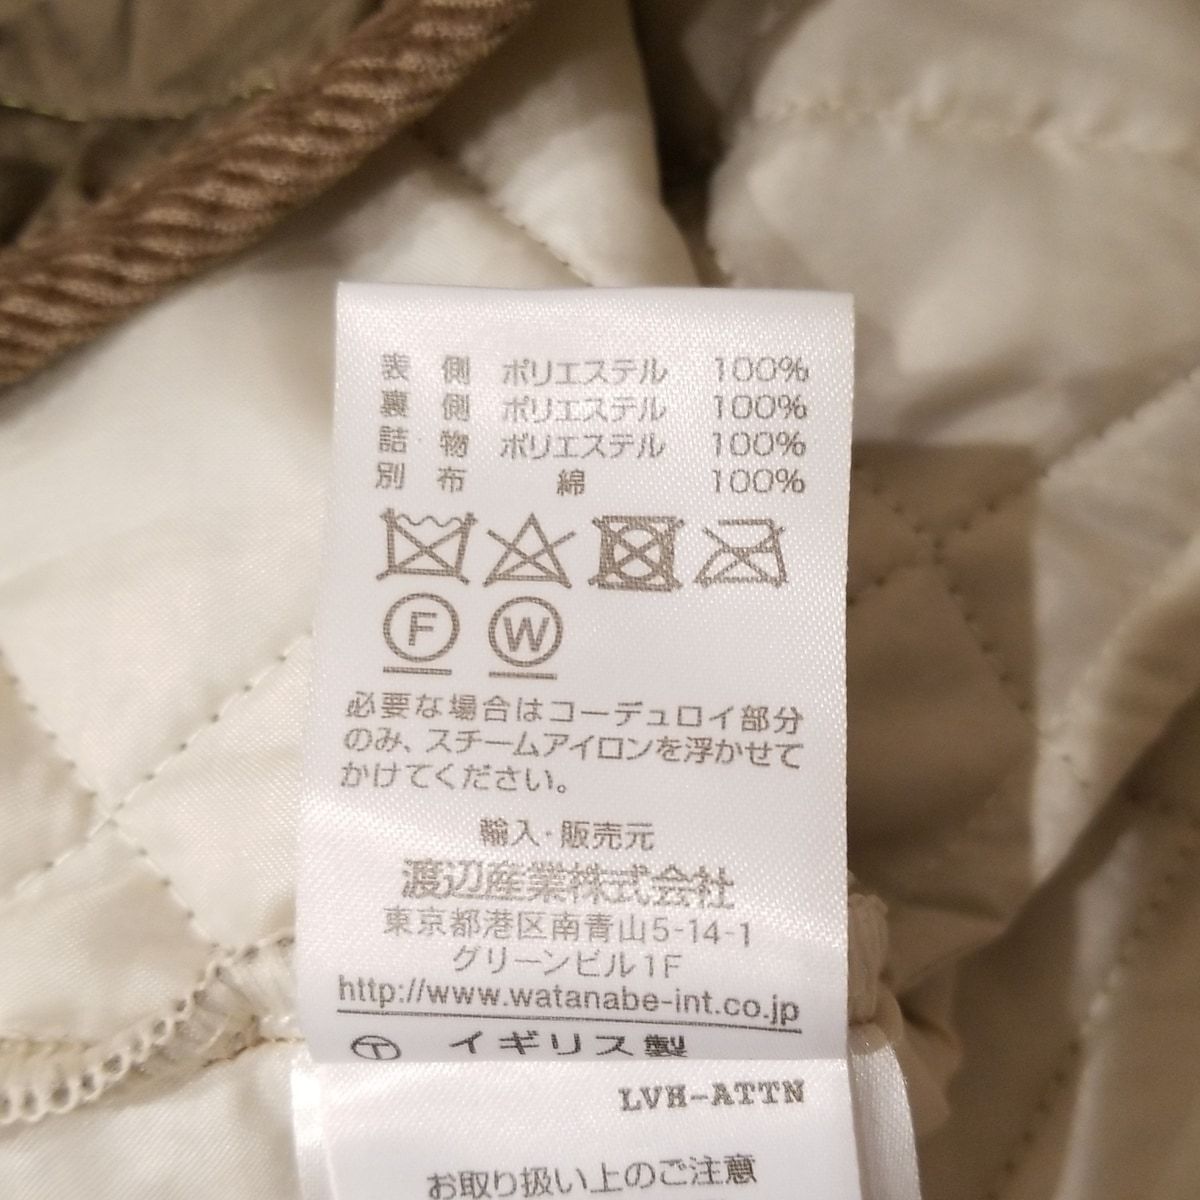 表側 ポリエステル 100%
裏側 ポリエステル 100%
詰物 ポリエステル 100%
別布 綿 100%
F W
必要な場合はコーデュロイ部分
のみ、スチームアイロンを浮かせて
かけてください。
輸入・販売元
渡辺産業株式会社
東京都港区南青山5-14-1
グリーンビル1F
http://www.watanabe-int.co.jp
T イギリス製
LVH-ATTN
お取り扱い上のご注意